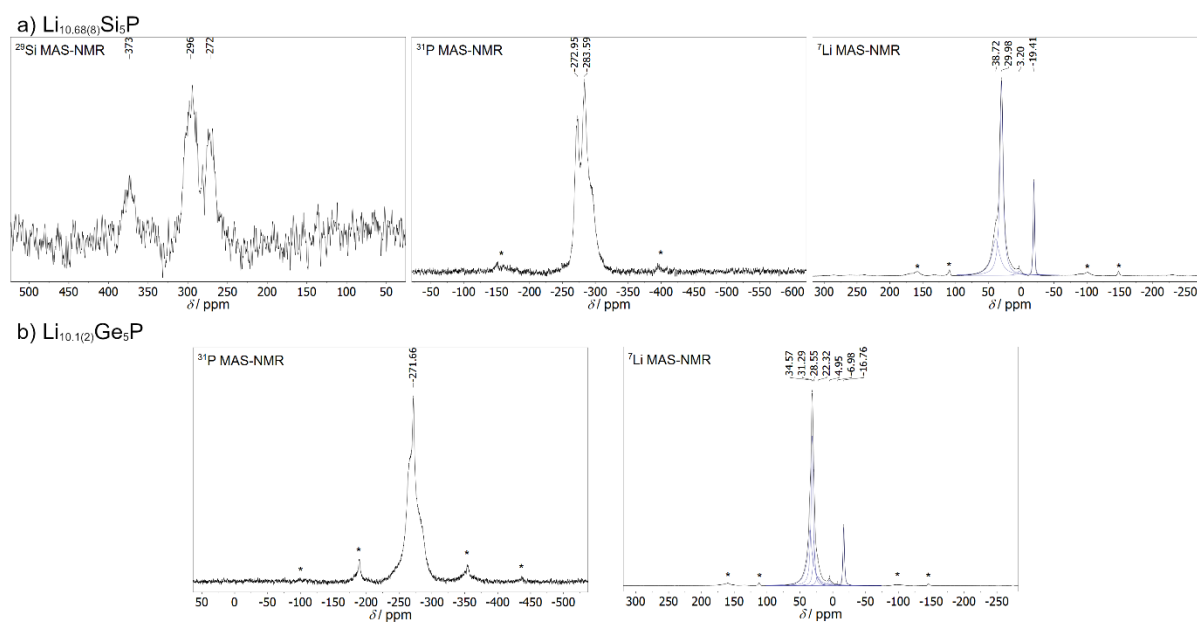 a) Li10.68(8)Si5P
29Si MAS-NMR
-373
-296
272
500 450 400 350 300 250 200 150 100 50
δ/ ppm
31P MAS-NMR
-272.95
-283.59
*
*
-50 -100 -150 -200 -250 -300 -350 -400 -450 -500 -550 -600
δ/ ppm
7Li MAS-NMR
38.72
29.98
3.20
-19.41
* * * *
300 250 200 150 100 50 0 -50 -100 -150 -200 -250
δ/ ppm
b) Li10.1(2)Ge5P
31P MAS-NMR
-271.66
* * * *
50 0 -50 -100 -150 -200 -250 -300 -350 -400 -450 -500
δ/ ppm
7Li MAS-NMR
34.57
31.29
28.55
22.32
4.95
-6.98
-16.76
* * * *
300 250 200 150 100 50 0 -50 -100 -150 -200 -250
δ/ ppm